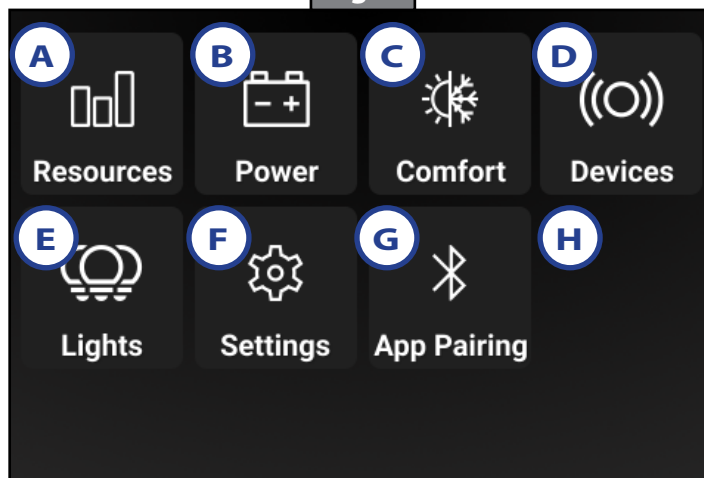 A
B
C
D
Resources
Power
Comfort
Devices
E
F
G
H
Lights
Settings
App Pairing